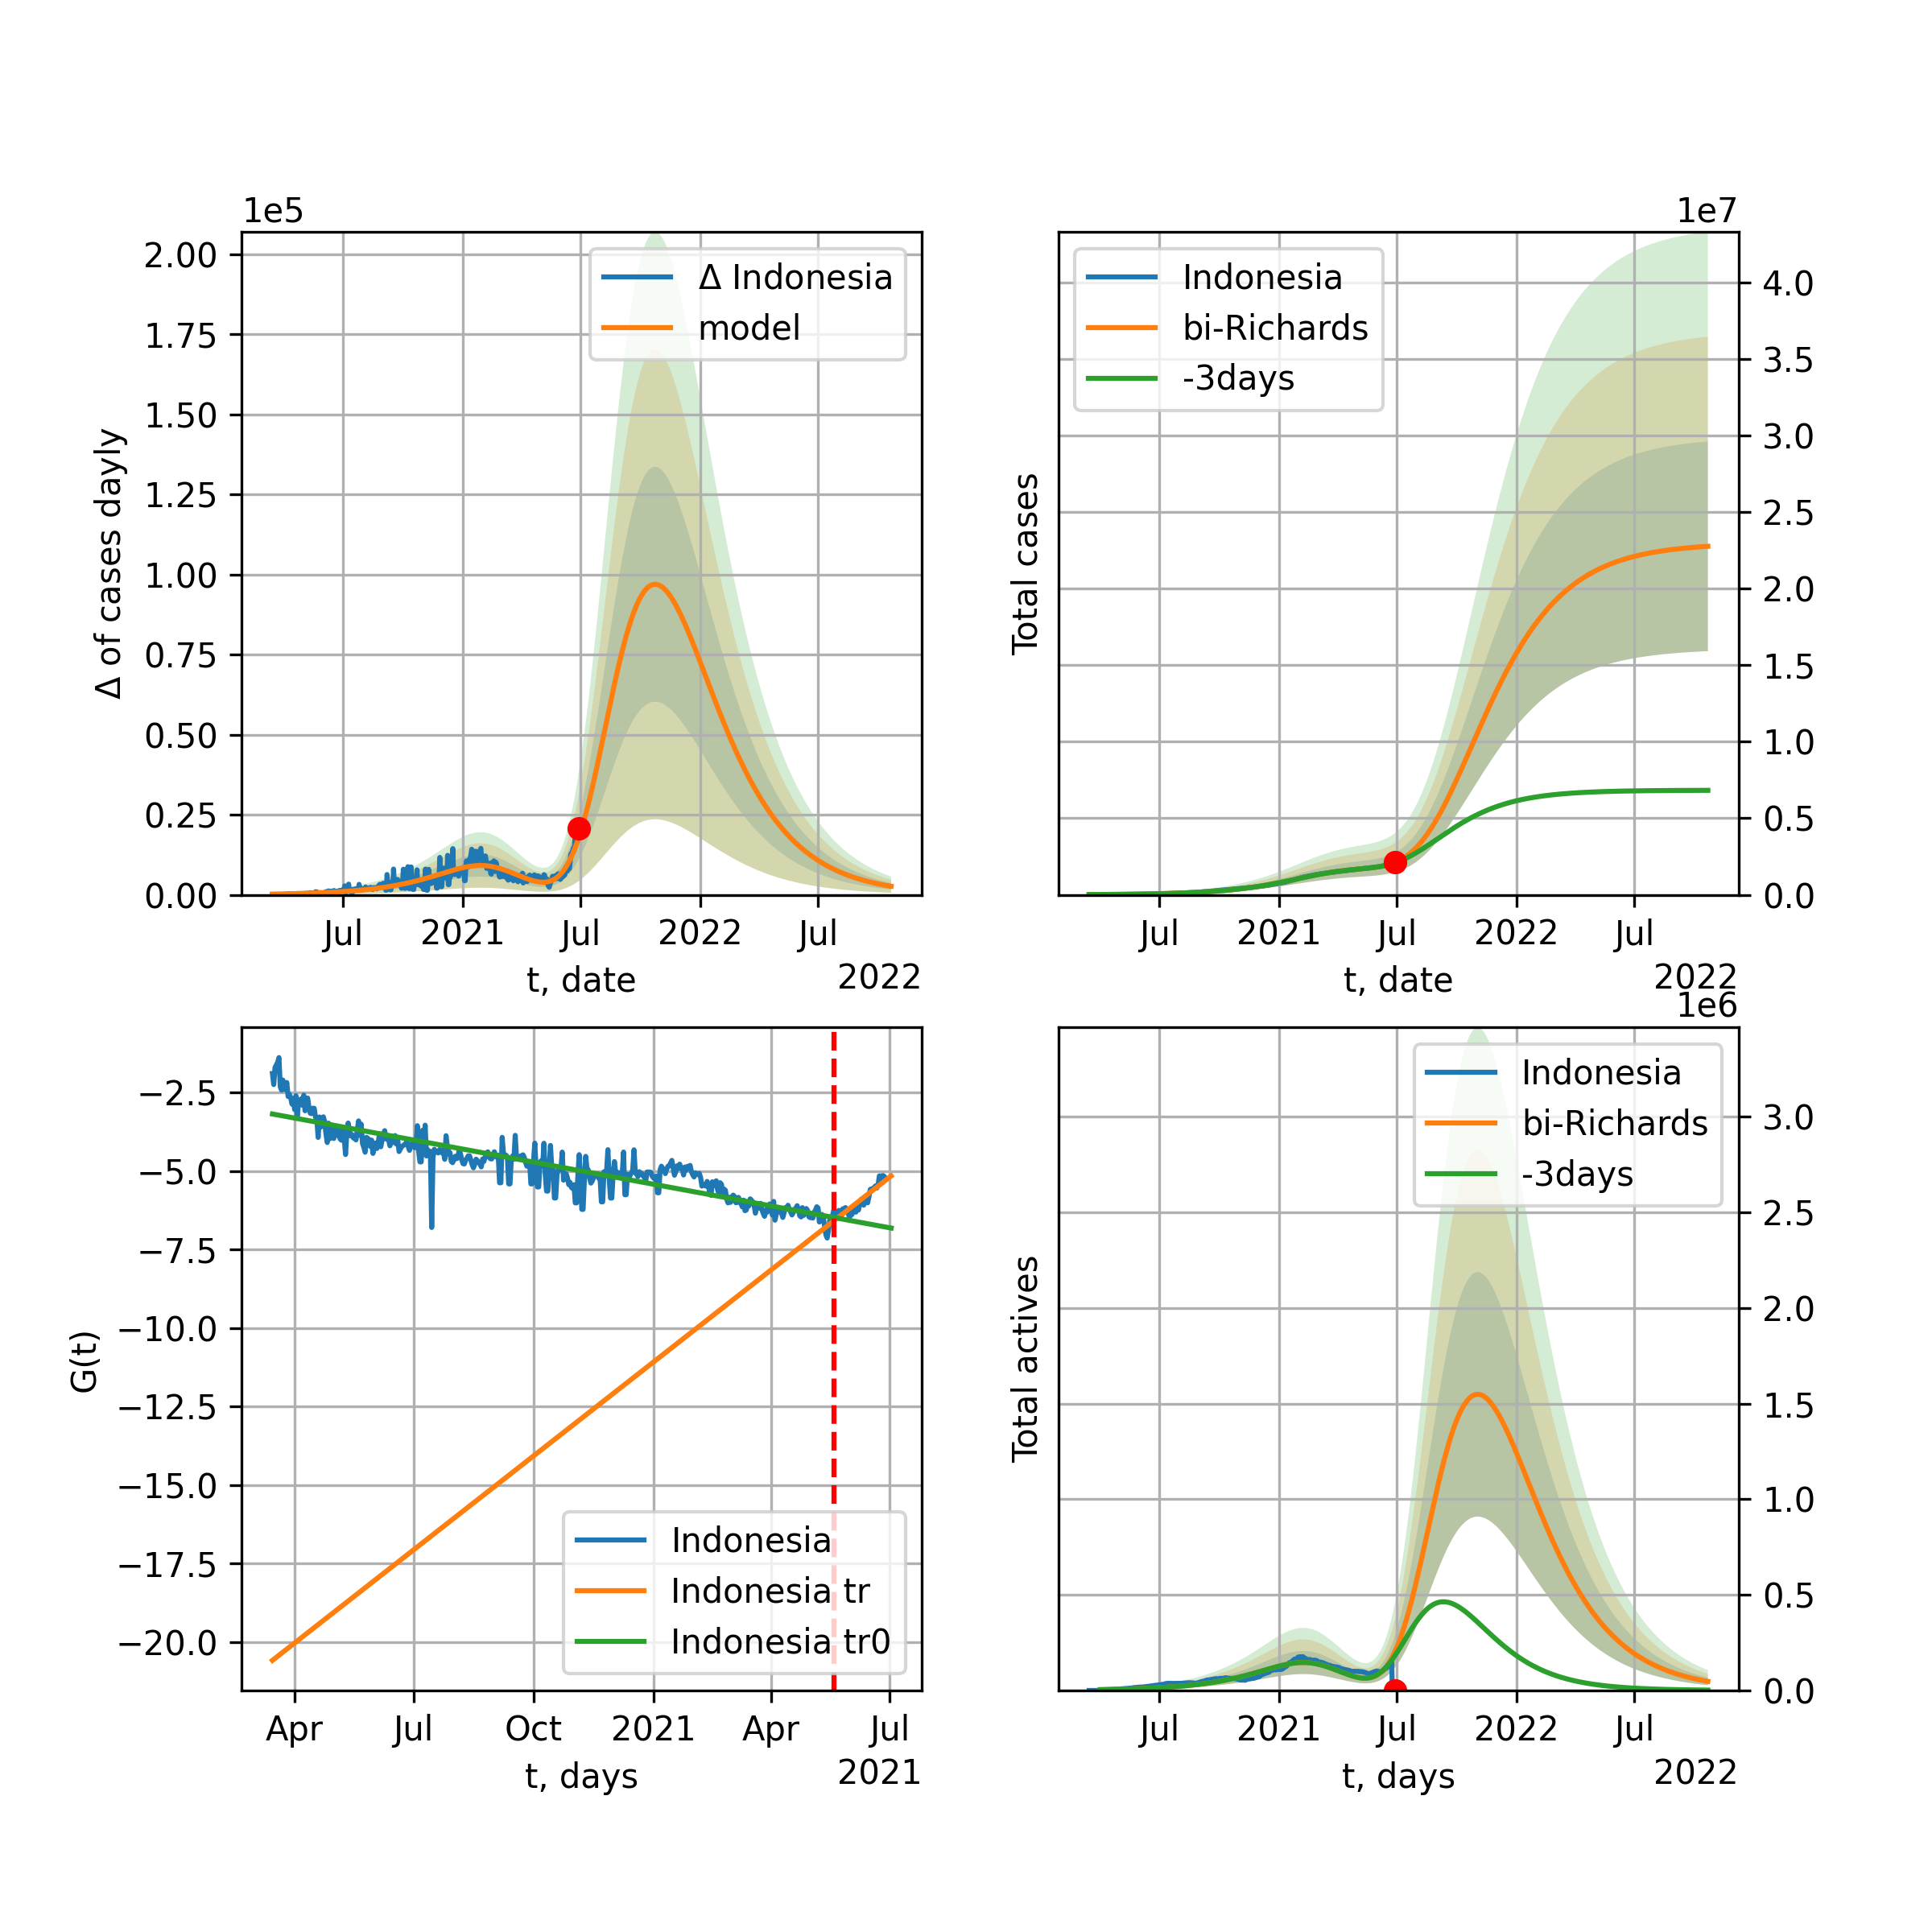 1e5
2.00
1.75
1.50
1.25
1.00
0.75
0.50
0.25
0.00
Δ of cases dayly
Δ Indonesia
model
Jul 2021 Jul 2022 Jul
t, date
2022
1e7
4.0
3.5
3.0
2.5
2.0
1.5
1.0
0.5
0.0
Total cases
Indonesia
bi-Richards
-3days
Jul 2021 Jul 2022 Jul
t, date
2022
−2.5
−5.0
−7.5
−10.0
−12.5
−15.0
−17.5
−20.0
G(t)
Indonesia
Indonesia tr
Indonesia tr0
Apr Jul Oct 2021 Apr Jul
t, days
2021
1e6
3.0
2.5
2.0
1.5
1.0
0.5
0.0
Total actives
Indonesia
bi-Richards
-3days
Jul 2021 Jul 2022 Jul
t, days
2022